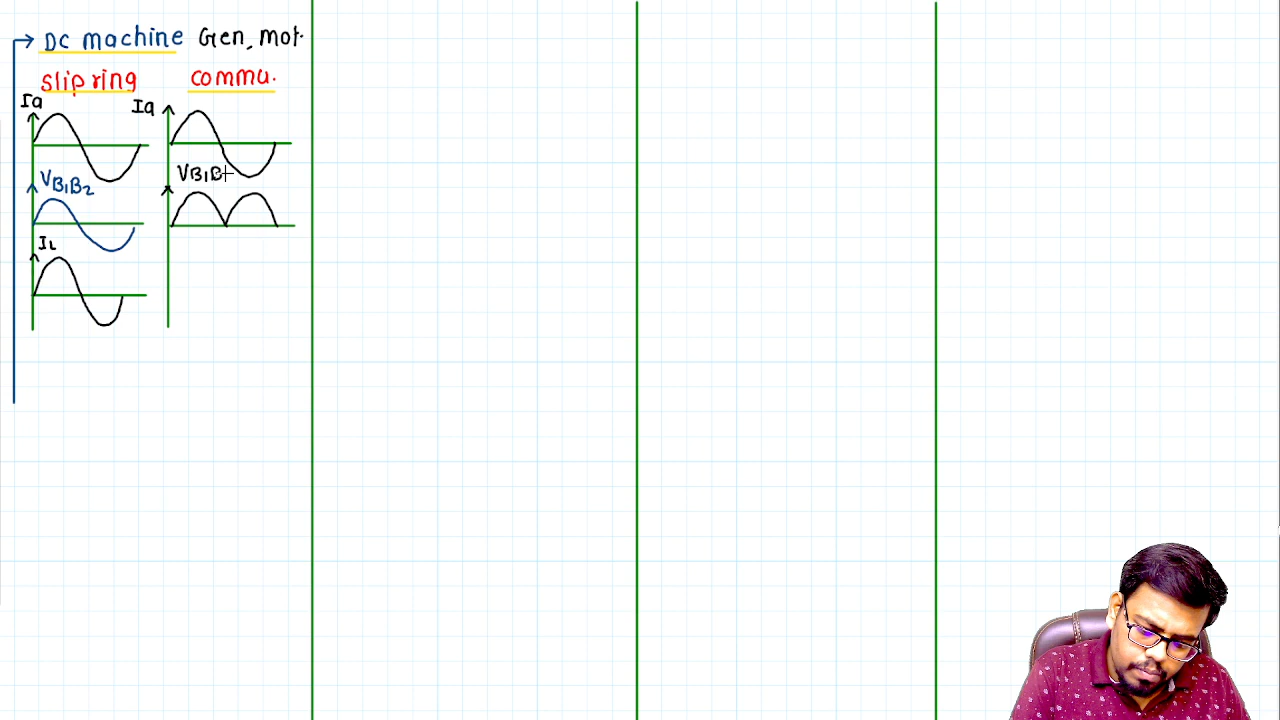 DC machine Gen, mot.
slip ring commu.
Ia Ia
VB1B2 VB1B
IL